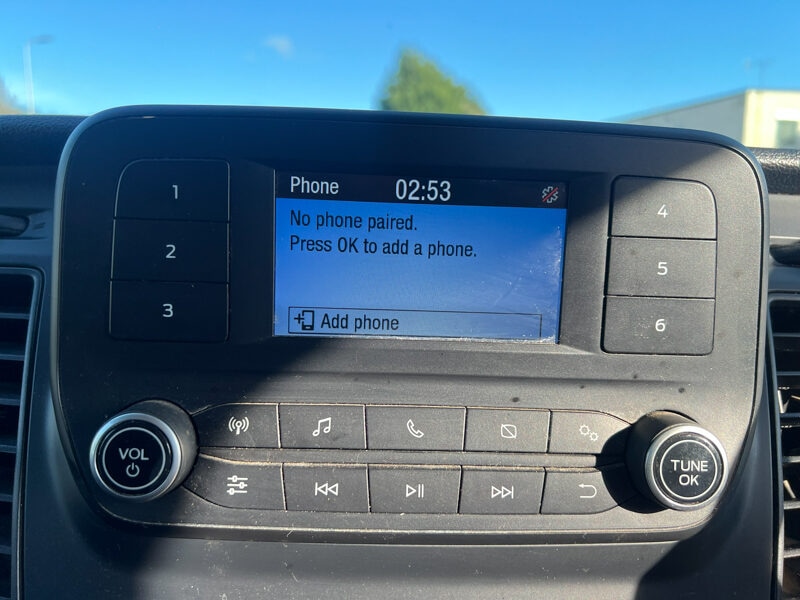 Phone 02:53
No phone paired.
Press OK to add a phone.
Add phone
1
2
3
4
5
6
VOL
TUNE
OK